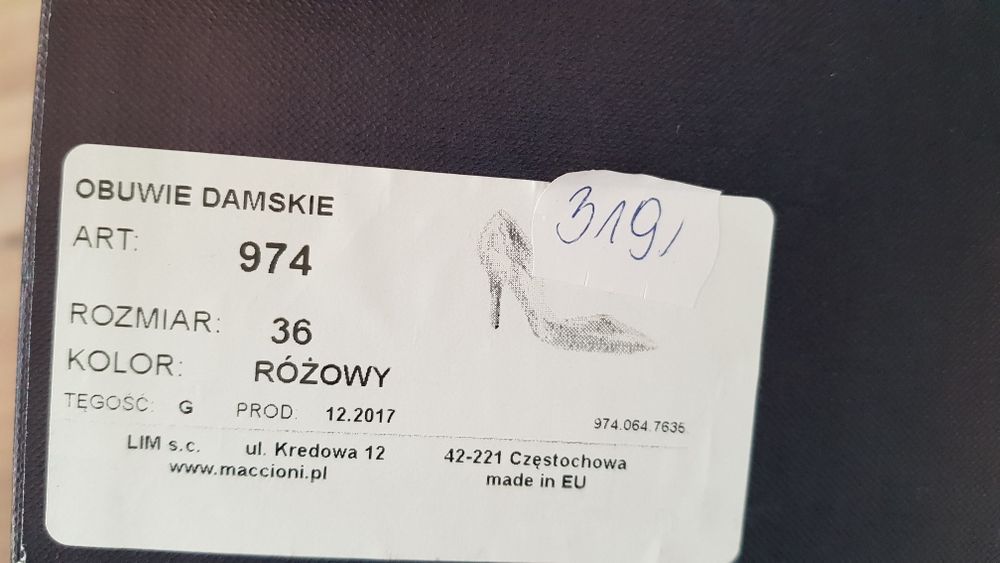 OBUWIE DAMSKIE
319,
ART: 974
ROZMIAR: 36
KOLOR: RÓŻOWY
TĘGOŚĆ: G PROD: 12.2017
974.064.7635
LIM s.c. ul. Kredowa 12 42-221 Częstochowa
www.maccioni.pl made in EU